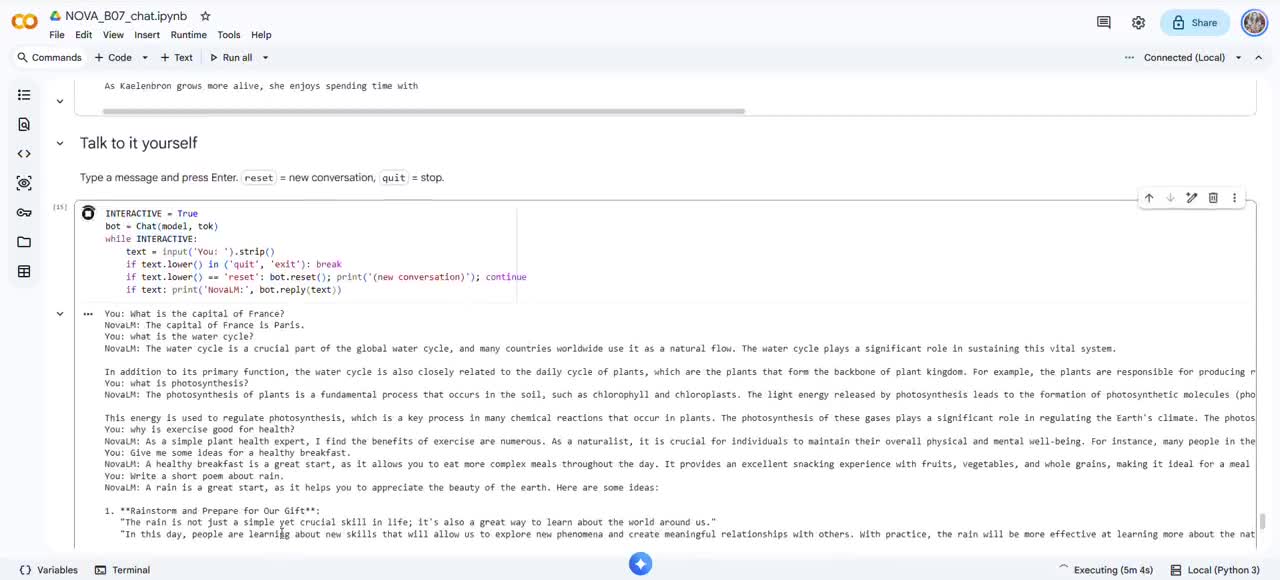 NOVA_B07_chat.ipynb
File Edit View Insert Runtime Tools Help
Share
Commands + Code + Text Run all
Connected (Local)
As Kaelenbron grows more alive, she enjoys spending time with
Talk to it yourself
Type a message and press Enter. reset = new conversation, quit = stop.
[15]
INTERACTIVE = True
bot = Chat(model, tok)
while INTERACTIVE:
text = input('You: ').strip()
if text.lower() in ('quit', 'exit'): break
if text.lower() == 'reset': bot.reset(); print('(new conversation)'); continue
if text: print('NovaLM:', bot.reply(text))
You: What is the capital of France?
NovaLM: The capital of France is Paris.
You: what is the water cycle?
NovaLM: The water cycle is a crucial part of the global water cycle, and many countries worldwide use it as a natural flow. The water cycle plays a significant role in sustaining this vital system.
In addition to its primary function, the water cycle is also closely related to the daily cycle of plants, which are the plants that form the backbone of plant kingdom. For example, the plants are responsible for producing r
You: what is photosynthesis?
NovaLM: The photosynthesis of plants is a fundamental process that occurs in the soil, such as chlorophyll and chloroplasts. The light energy released by photosynthesis leads to the formation of photosynthetic molecules (pho
This energy is used to regulate photosynthesis, which is a key process in many chemical reactions that occur in plants. The photosynthesis of these gases plays a significant role in regulating the Earth's climate. The photos
You: why is exercise good for health?
NovaLM: As a simple plant health expert, I find the benefits of exercise are numerous. As a naturalist, it is crucial for individuals to maintain their overall physical and mental well-being. For instance, many people in the
You: Give me some ideas for a healthy breakfast.
NovaLM: A healthy breakfast is a great start, as it allows you to eat more complex meals throughout the day. It provides an excellent snacking experience with fruits, vegetables, and whole grains, making it ideal for a meal
You: Write a short poem about rain.
NovaLM: A rain is a great start, as it helps you to appreciate the beauty of the earth. Here are some ideas:
1. **Rainstorm and Prepare for Our Gift**:
"The rain is not just a simple yet crucial skill in life; it's also a great way to learn about the world around us."
"In this day, people are learning about new skills that will allow us to explore new phenomena and create meaningful relationships with others. With practice, the rain will be more effective at learning more about the nat
Variables Terminal
Executing (5m 4s) Local (Python 3)